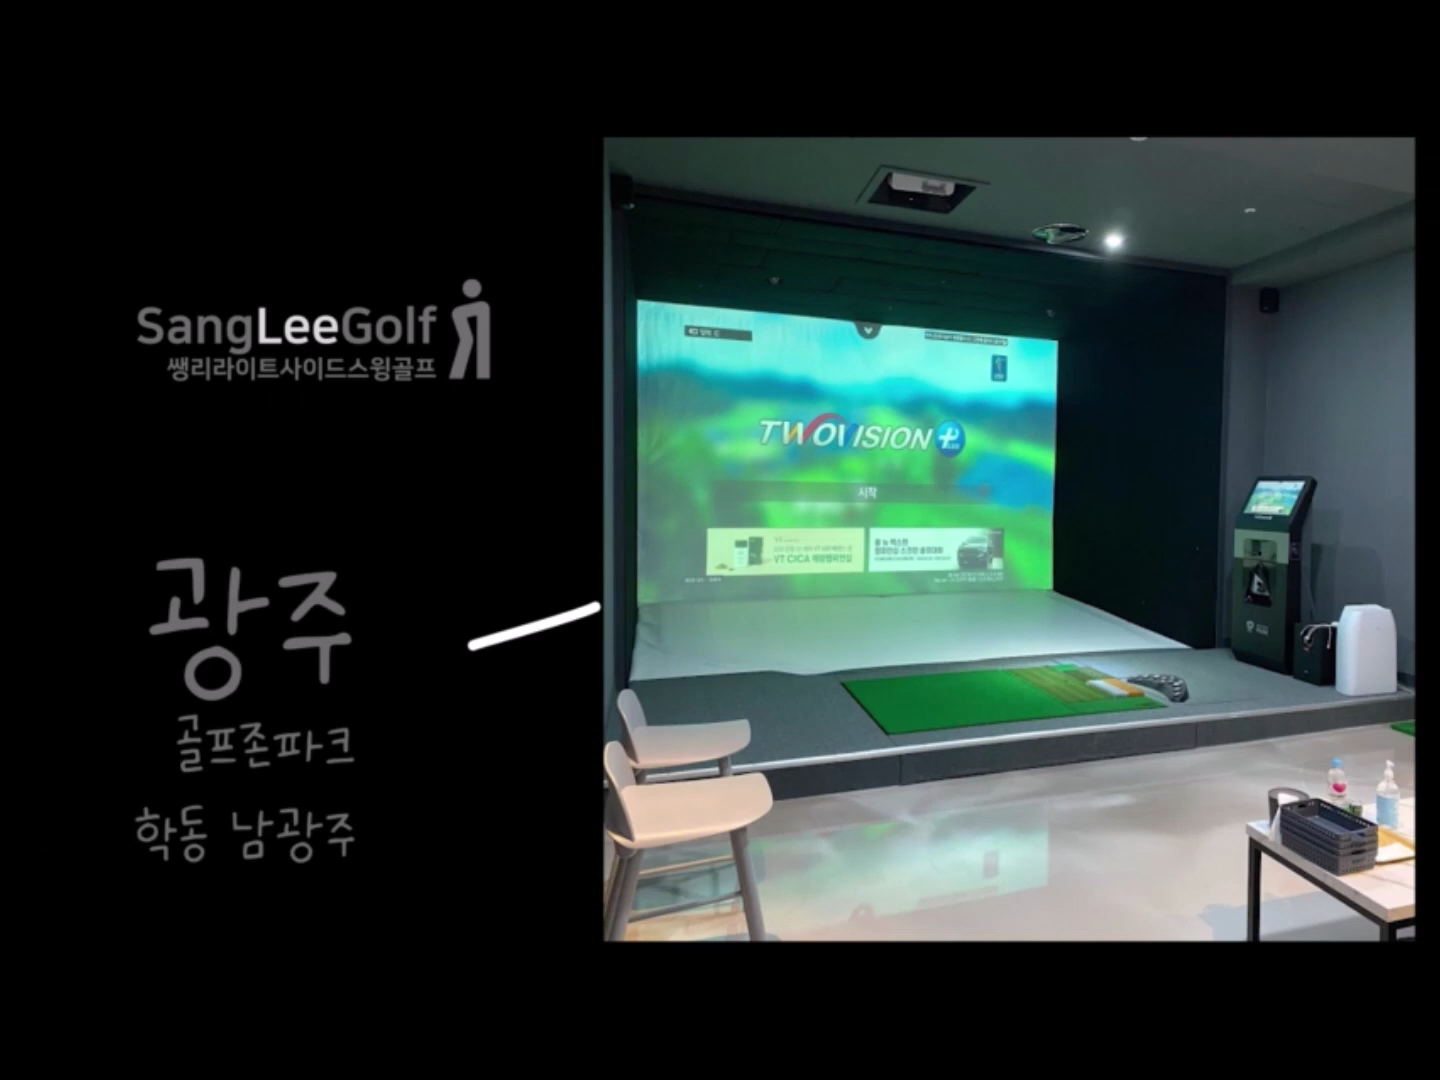 SangLeeGolf
쌩리라이트사이드스윙골프
광주
골프존파크
학동 남광주
TWOVISION
시작
VT CICA